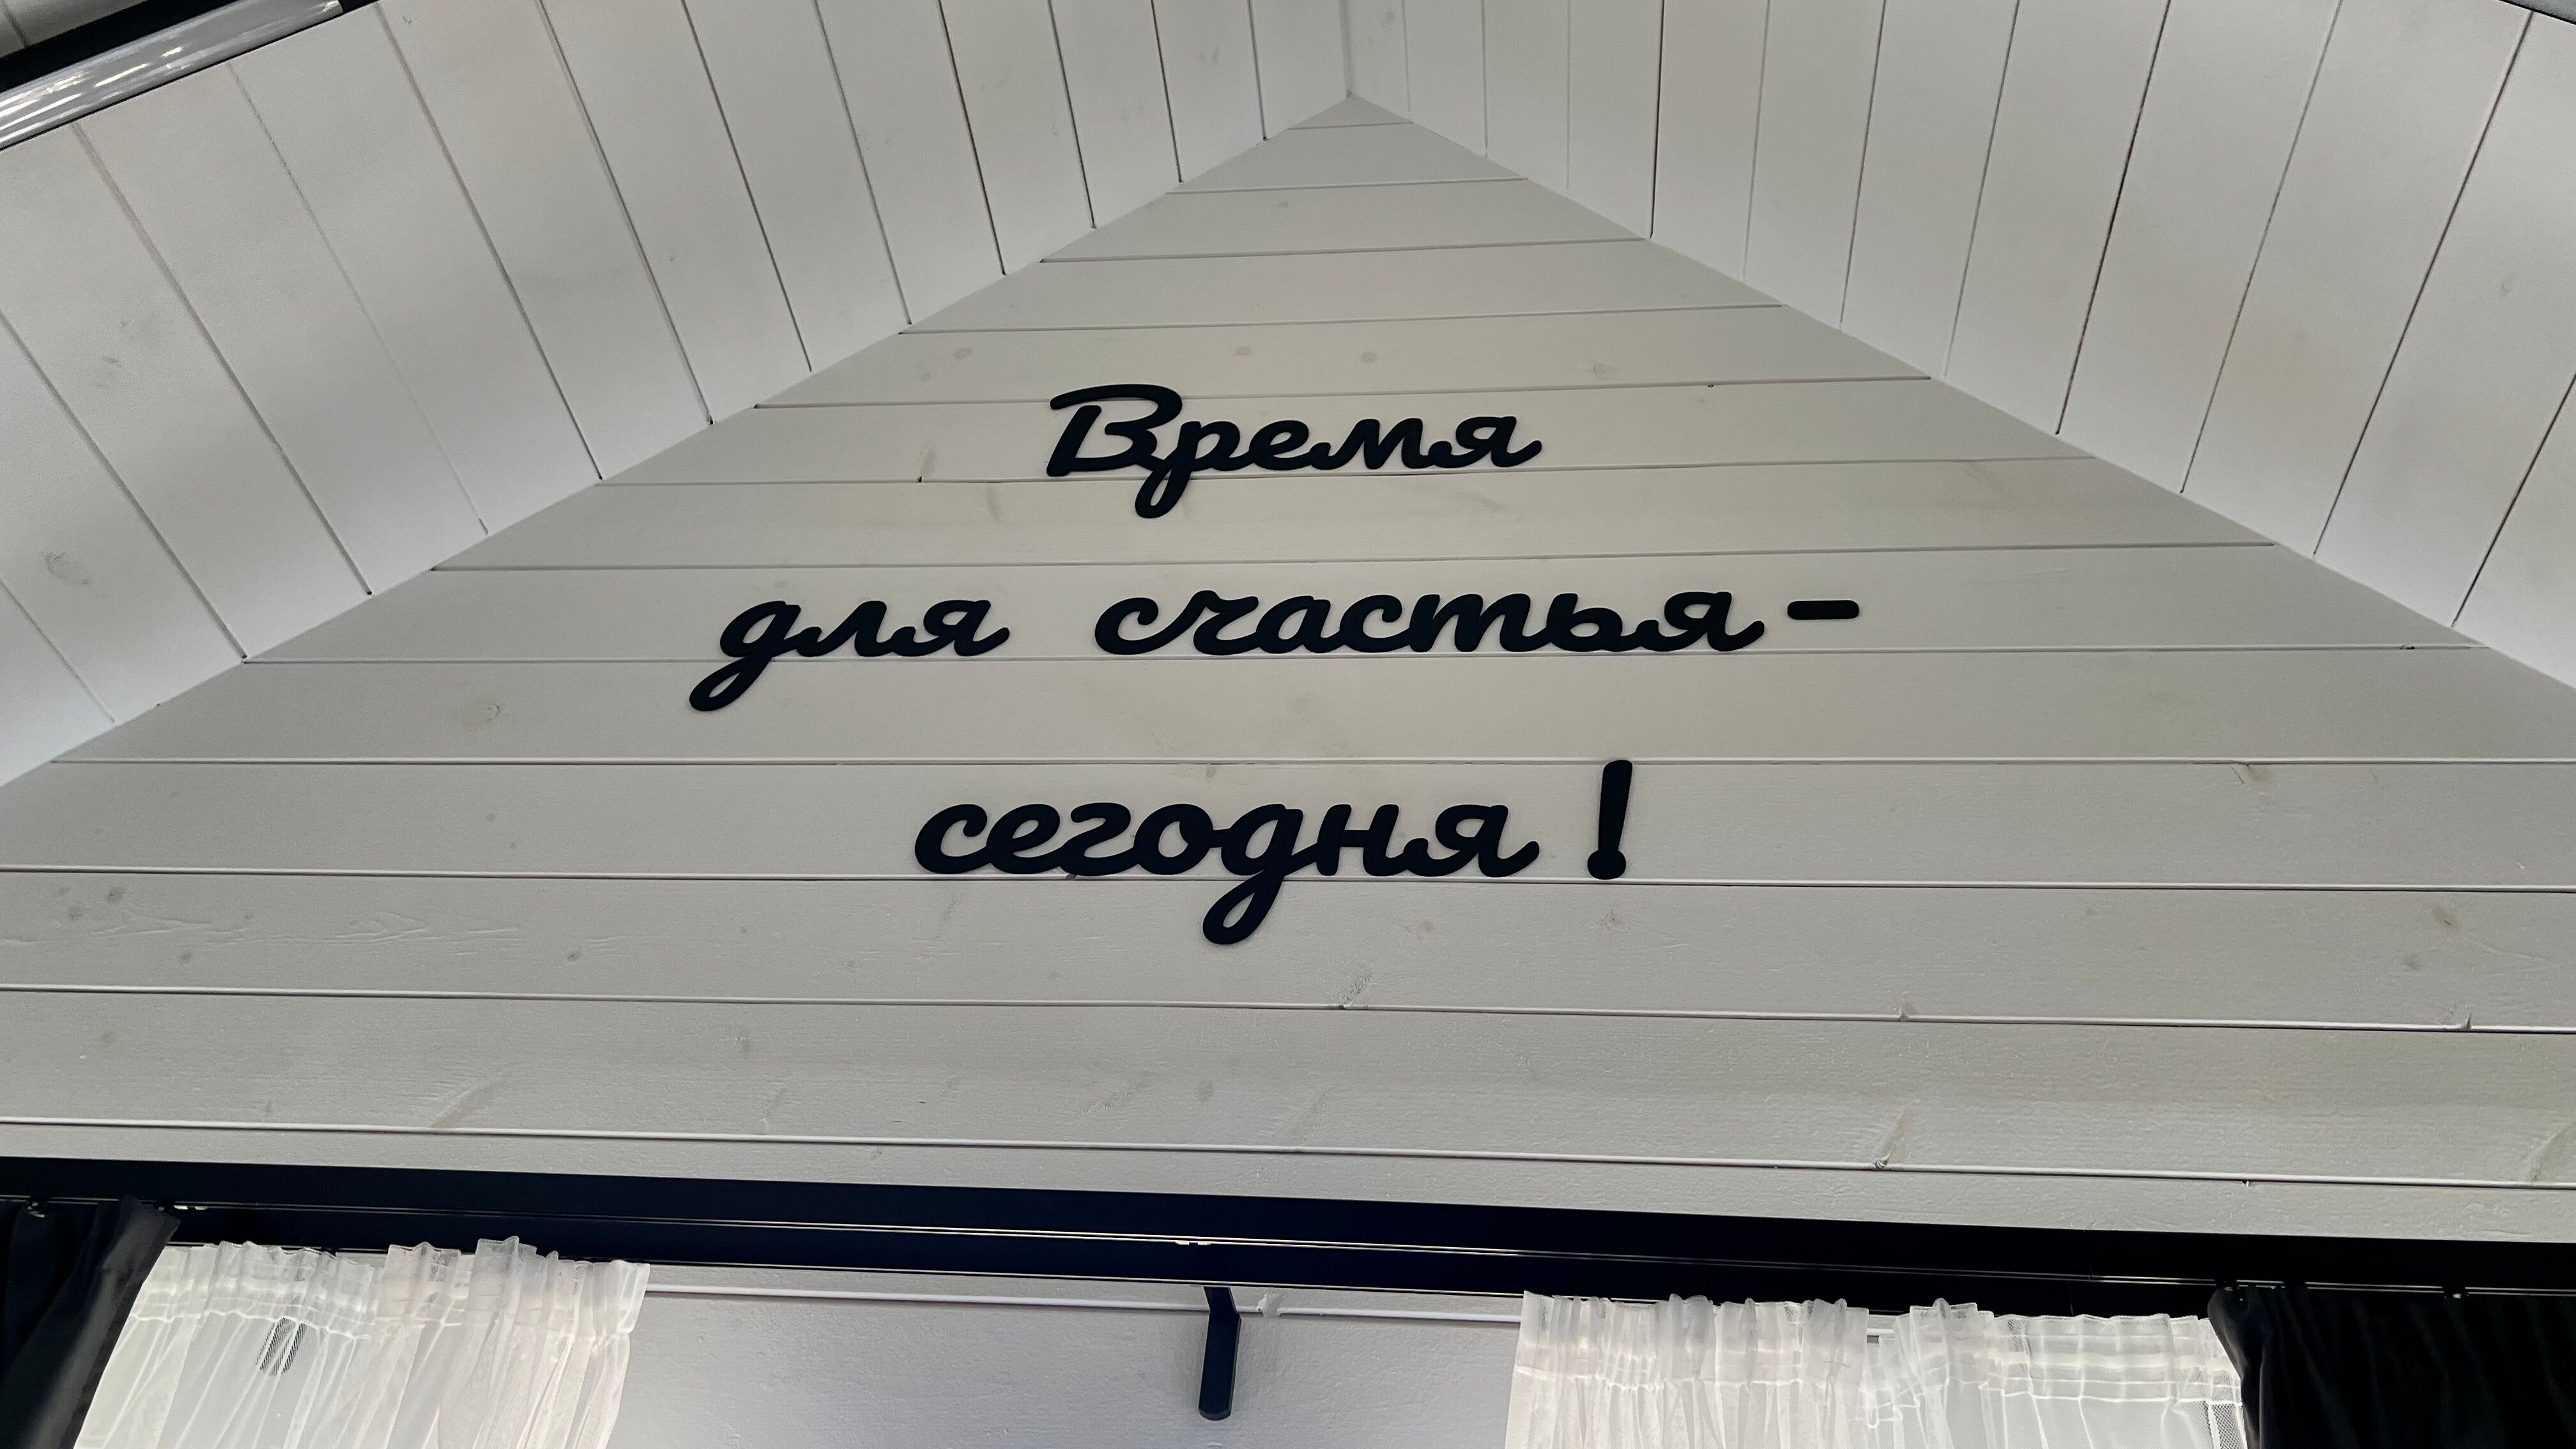 Время
для счастья -
сегодня !